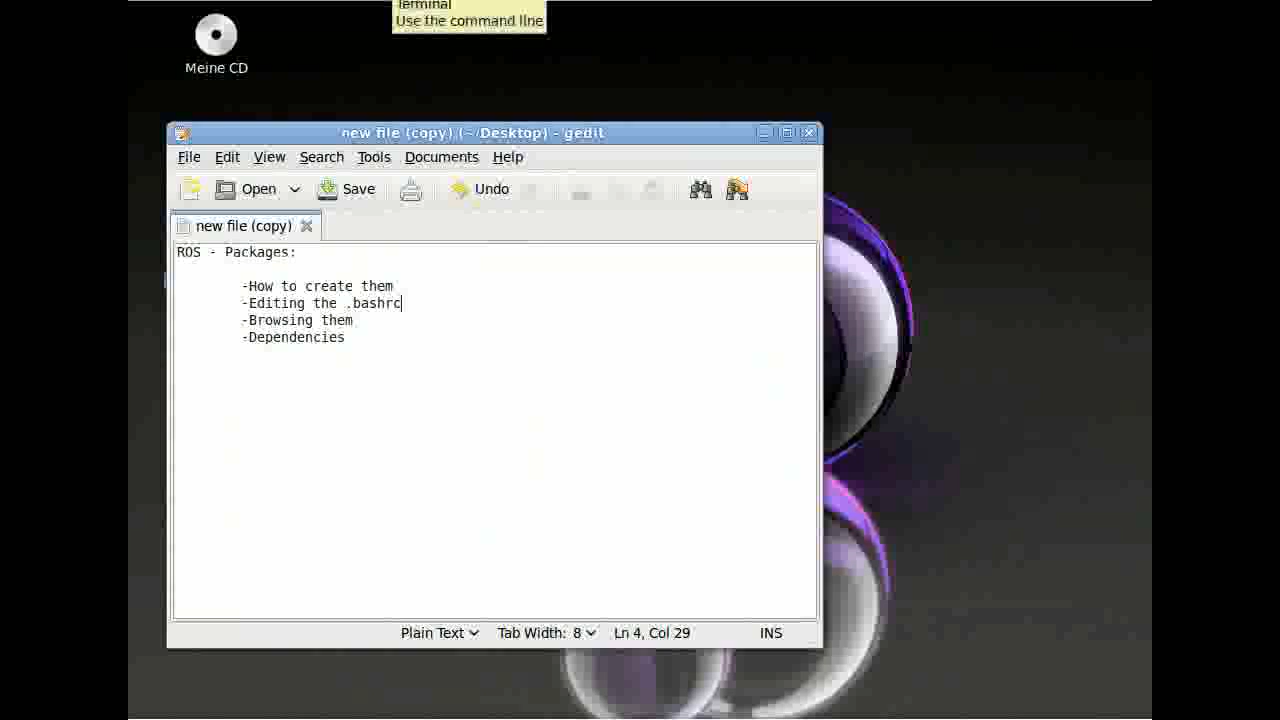 Terminal
Use the command line
Meine CD
new file (copy) (~/Desktop) - gedit
File Edit View Search Tools Documents Help
Open Save Undo
new file (copy)
ROS - Packages:
-How to create them
-Editing the .bashrc
-Browsing them
-Dependencies
Plain Text Tab Width: 8 Ln 4, Col 29 INS